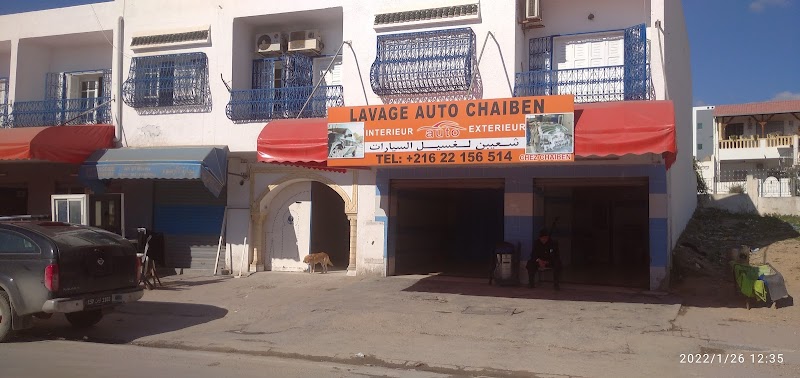 LAVAGE AUTO CHAIBEN
INTERIEUR auto EXTERIEUR
شعبين لغسيل السيارات
TEL: +216 22 156 514
CHEZ CHAIBEN
2022/1/26 12:35